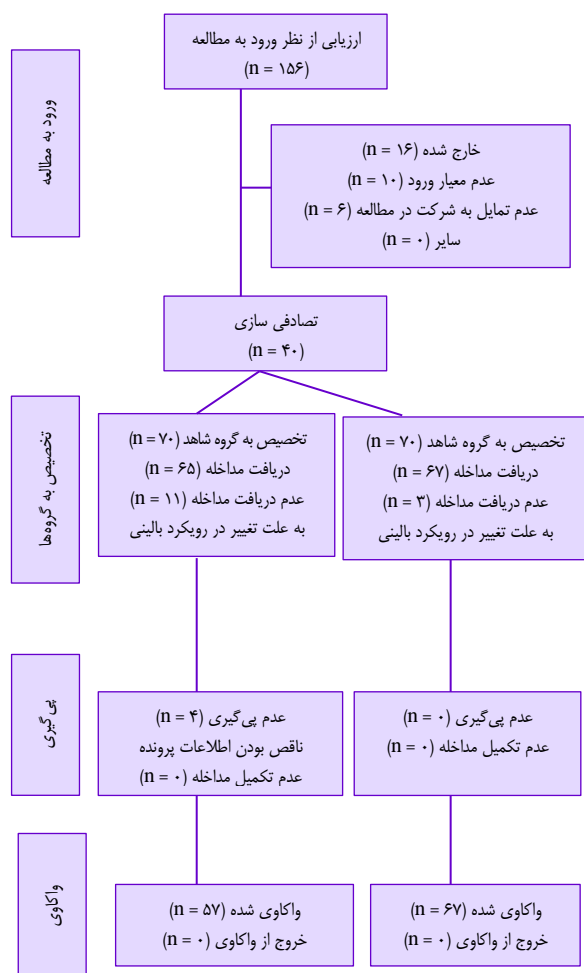 ارزیابی از نظر ورود به مطالعه
(n = ۱۵۶)
ورود به مطالعه
خارج شده (n = ۱۶)
عدم معیار ورود (n = ۱۰)
عدم تمایل به شرکت در مطالعه (n = ۶)
سایر (n = ۰)
تصادفی سازی
(n = ۴۰)
تخصیص به گروه‌ها
تخصیص به گروه شاهد (n = ۷۰)
دریافت مداخله (n = ۶۷)
عدم دریافت مداخله (n = ۳)
به علت تغییر در رویکرد بالینی
تخصیص به گروه شاهد (n = ۷۰)
دریافت مداخله (n = ۶۵)
عدم دریافت مداخله (n = ۱۱)
به علت تغییر در رویکرد بالینی
پی‌گیری
عدم پی‌گیری (n = ۰)
عدم تکمیل مداخله (n = ۰)
عدم پی‌گیری (n = ۴)
ناقص بودن اطلاعات پرونده
عدم تکمیل مداخله (n = ۰)
واکاوی
واکاوی شده (n = ۶۷)
خروج از واکاوی (n = ۰)
واکاوی شده (n = ۵۷)
خروج از واکاوی (n = ۰)